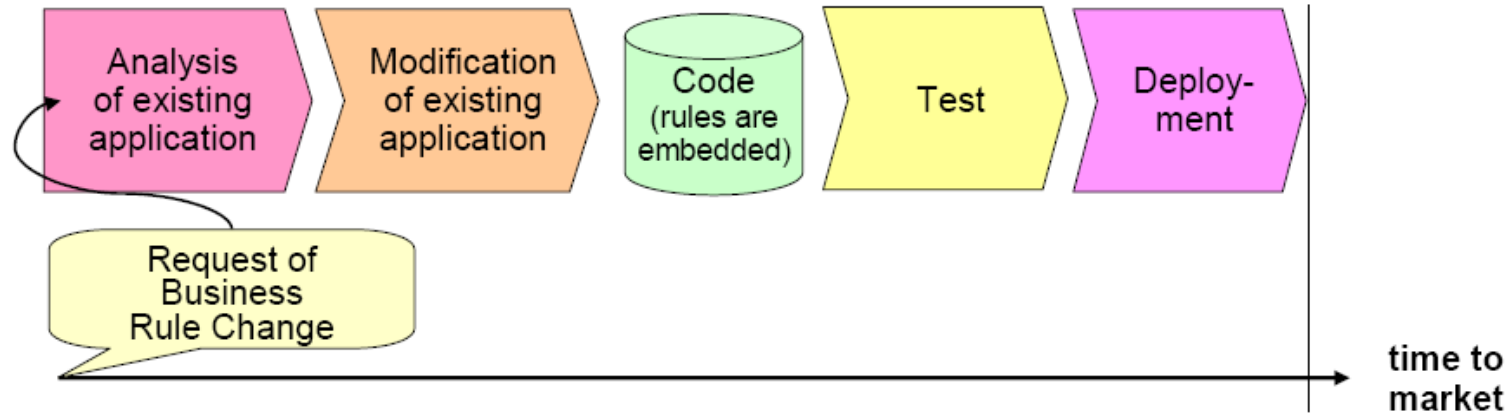 Analysis
of existing
application
Modification
of existing
application
Code
(rules are
embedded)
Test
Deploy-
ment
Request of
Business
Rule Change
time to
market